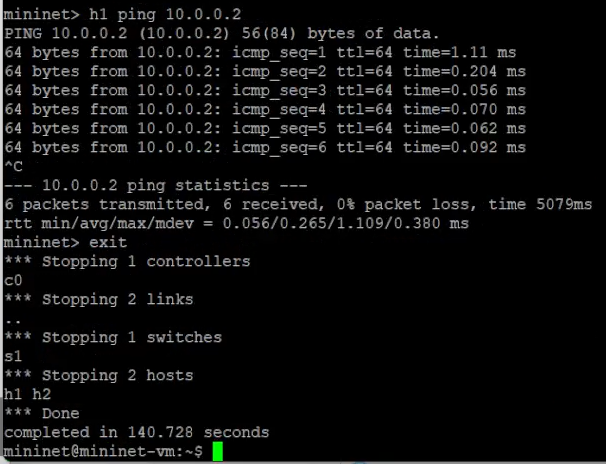 mininet> h1 ping 10.0.0.2
PING 10.0.0.2 (10.0.0.2) 56(84) bytes of data.
64 bytes from 10.0.0.2: icmp_seq=1 ttl=64 time=1.11 ms
64 bytes from 10.0.0.2: icmp_seq=2 ttl=64 time=0.204 ms
64 bytes from 10.0.0.2: icmp_seq=3 ttl=64 time=0.056 ms
64 bytes from 10.0.0.2: icmp_seq=4 ttl=64 time=0.070 ms
64 bytes from 10.0.0.2: icmp_seq=5 ttl=64 time=0.062 ms
64 bytes from 10.0.0.2: icmp_seq=6 ttl=64 time=0.092 ms
^C
--- 10.0.0.2 ping statistics ---
6 packets transmitted, 6 received, 0% packet loss, time 5079ms
rtt min/avg/max/mdev = 0.056/0.265/1.109/0.380 ms
mininet> exit
*** Stopping 1 controllers
c0
*** Stopping 2 links
..
*** Stopping 1 switches
s1
*** Stopping 2 hosts
h1 h2
*** Done
completed in 140.728 seconds
mininet@mininet-vm:~$